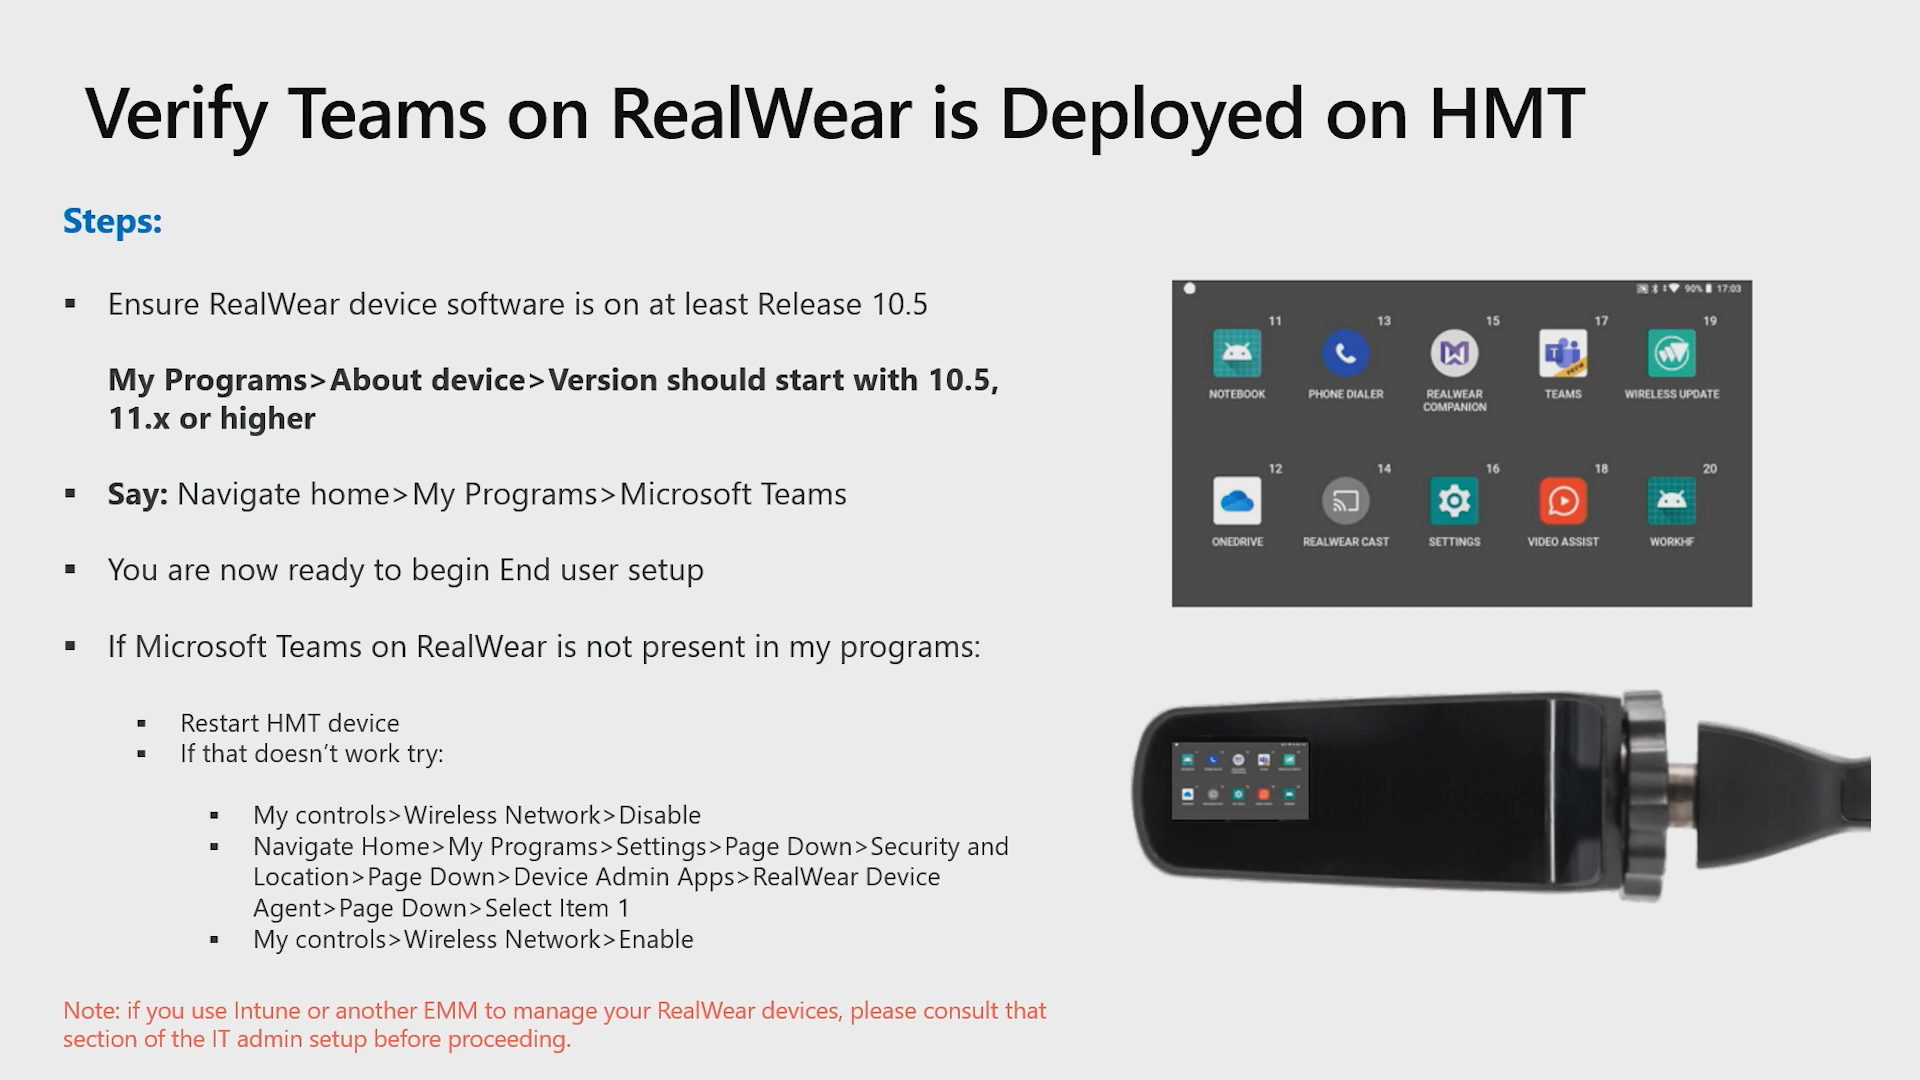 Verify Teams on RealWear is Deployed on HMT
Steps:
▪ Ensure RealWear device software is on at least Release 10.5
My Programs>About device>Version should start with 10.5,
11.x or higher
▪ Say: Navigate home>My Programs>Microsoft Teams
▪ You are now ready to begin End user setup
▪ If Microsoft Teams on RealWear is not present in my programs:
▪ Restart HMT device
▪ If that doesn’t work try:
▪ My controls>Wireless Network>Disable
▪ Navigate Home>My Programs>Settings>Page Down>Security and
Location>Page Down>Device Admin Apps>RealWear Device
Agent>Page Down>Select Item 1
▪ My controls>Wireless Network>Enable
Note: if you use Intune or another EMM to manage your RealWear devices, please consult that
section of the IT admin setup before proceeding.
90% 17:03
11 13 15 17 19
NOTEBOOK PHONE DIALER REALWEAR TEAMS WIRELESS UPDATE
COMPANION
12 14 16 18 20
ONEDRIVE REALWEAR CAST SETTINGS VIDEO ASSIST WORKHF